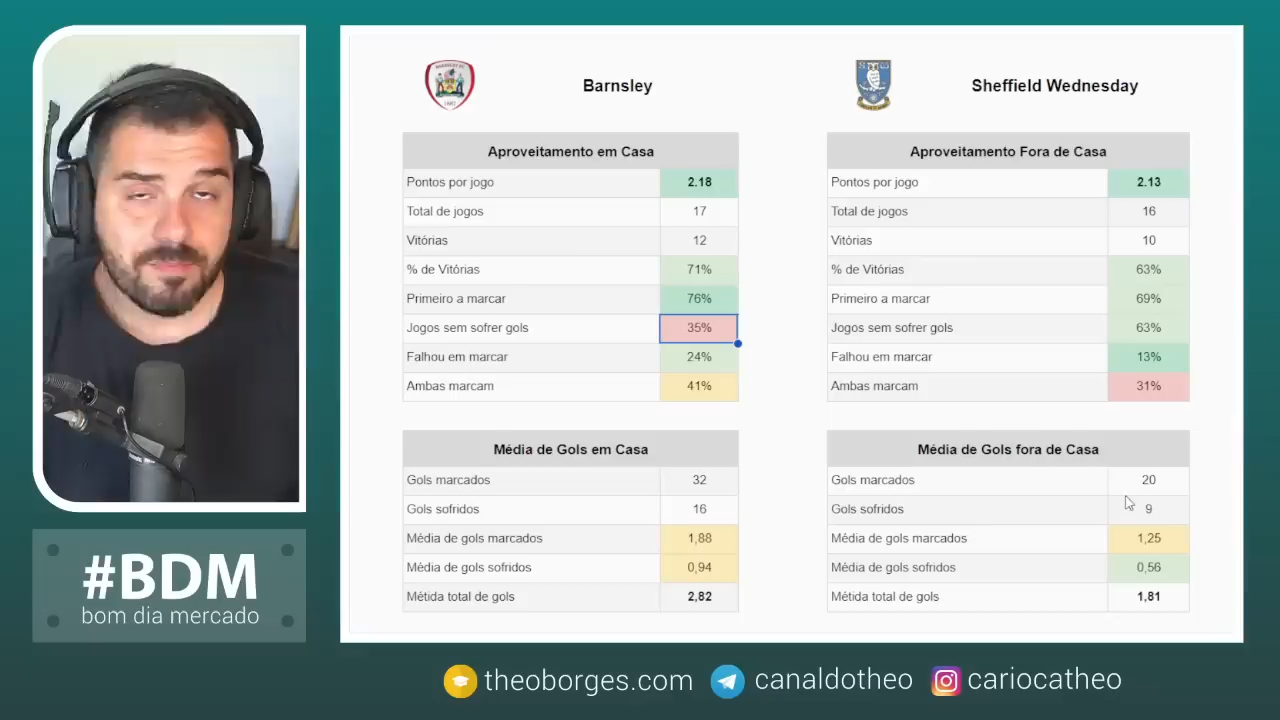 Barnsley
Sheffield Wednesday
Aproveitamento em Casa
Pontos por jogo 2.18
Total de jogos 17
Vitórias 12
% de Vitórias 71%
Primeiro a marcar 76%
Jogos sem sofrer gols 35%
Falhou em marcar 24%
Ambas marcam 41%
Aproveitamento Fora de Casa
Pontos por jogo 2.13
Total de jogos 16
Vitórias 10
% de Vitórias 63%
Primeiro a marcar 69%
Jogos sem sofrer gols 63%
Falhou em marcar 13%
Ambas marcam 31%
Média de Gols em Casa
Gols marcados 32
Gols sofridos 16
Média de gols marcados 1,88
Média de gols sofridos 0,94
Métida total de gols 2,82
Média de Gols fora de Casa
Gols marcados 20
Gols sofridos 9
Média de gols marcados 1,25
Média de gols sofridos 0,56
Métida total de gols 1,81
#BDM
bom dia mercado
theoborges.com
canaldotheo
cariocatheo